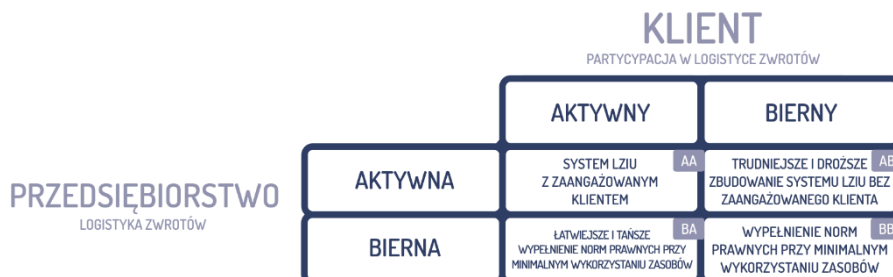 KLIENT
PARTYCYPACJA W LOGISTYCE ZWROTÓW
AKTYWNY
BIERNY
PRZEDSIĘBIORSTWO
LOGISTYKA ZWROTÓW
AKTYWNA
SYSTEM LZIU
Z ZAANGAŻOWANYM
KLIENTEM
AA
TRUDNIEJSZE I DROŻSZE
ZBUDOWANIE SYSTEMU LZIU BEZ
ZAANGAŻOWANEGO KLIENTA
AB
BIERNA
ŁATWIEJSZE I TAŃSZE
WYPEŁNIENIE NORM PRAWNYCH PRZY
MINIMALNYM WYKORZYSTANIU ZASOBÓW
BA
WYPEŁNIENIE NORM
PRAWNYCH PRZY MINIMALNYM
WYKORZYSTANIU ZASOBÓW
BB